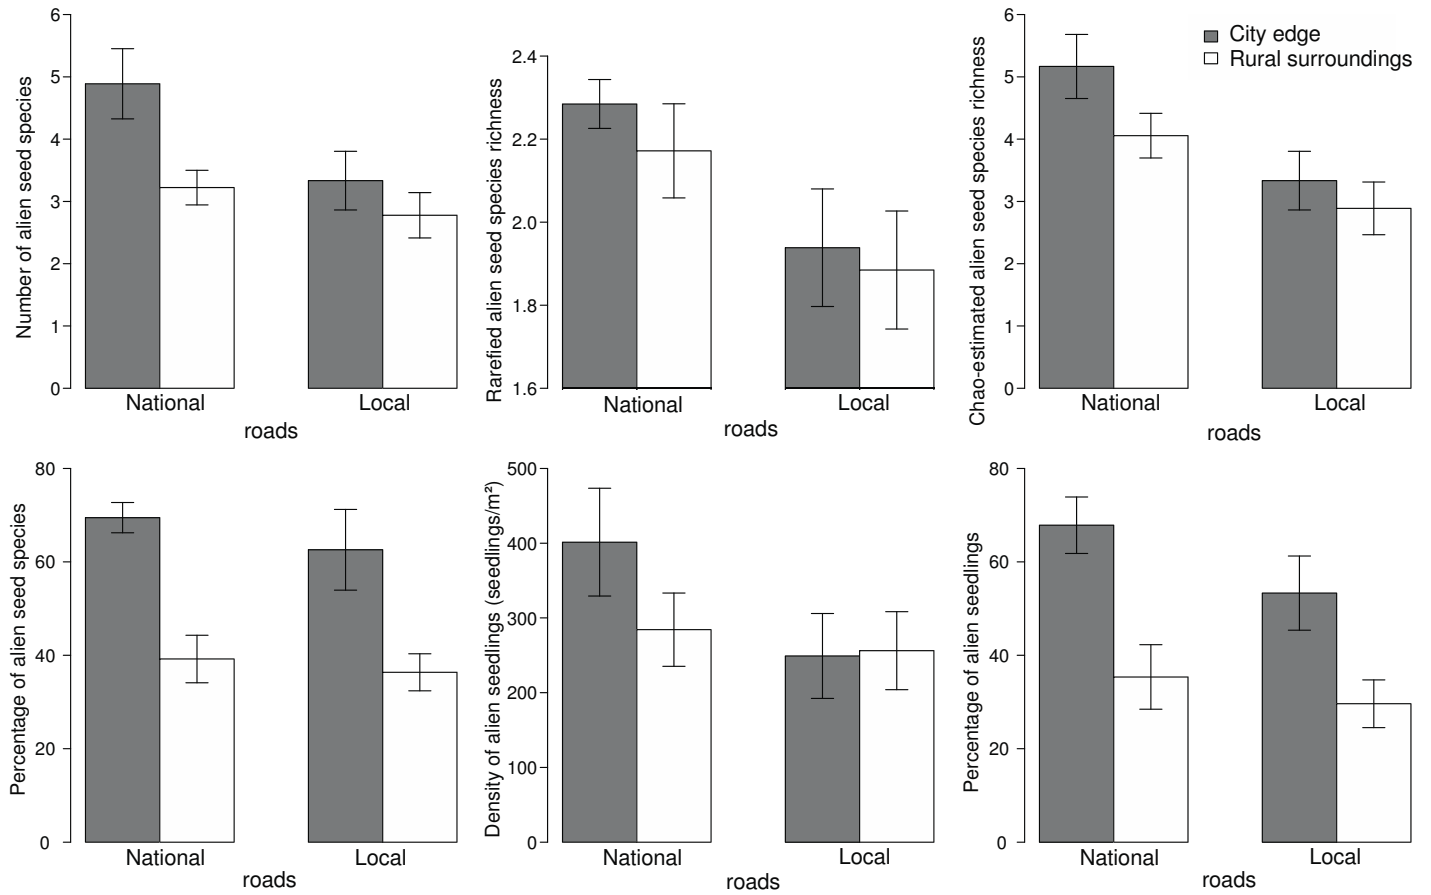 Number of alien seed species
6
5
4
3
2
1
0
National
Local
roads
Rarefied alien seed species richness
2.4
2.2
2.0
1.8
1.6
National
Local
roads
Chao-estimated alien seed species richness
6
5
4
3
2
1
0
City edge
Rural surroundings
National
Local
roads
Percentage of alien seed species
80
60
40
20
0
National
Local
roads
Density of alien seedlings (seedlings/m²)
500
400
300
200
100
0
National
Local
roads
Percentage of alien seedlings
80
60
40
20
0
National
Local
roads